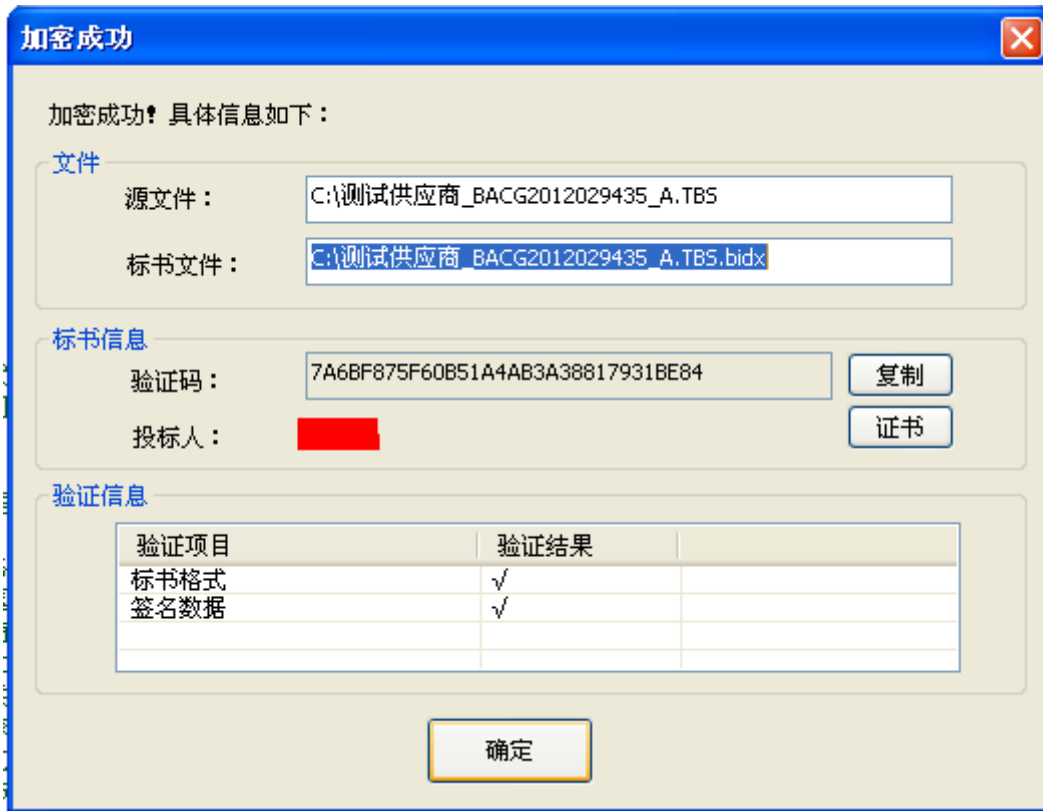 加密成功
加密成功! 具体信息如下：
文件
源文件： C:\测试供应商_BACG2012029435_A.TBS
标书文件： C:\测试供应商_BACG2012029435_A.TBS.bidx
标书信息
验证码： 7A6BF875F60B51A4AB3A38817931BE84 复制
投标人： 证书
验证信息
验证项目 验证结果
标书格式 √
签名数据 √
确定